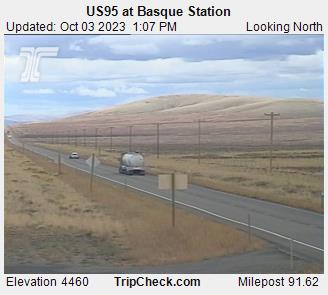 US95 at Basque Station
Updated: Oct 03 2023 1:07 PM Looking North
Elevation 4460 TripCheck.com Milepost 91.62